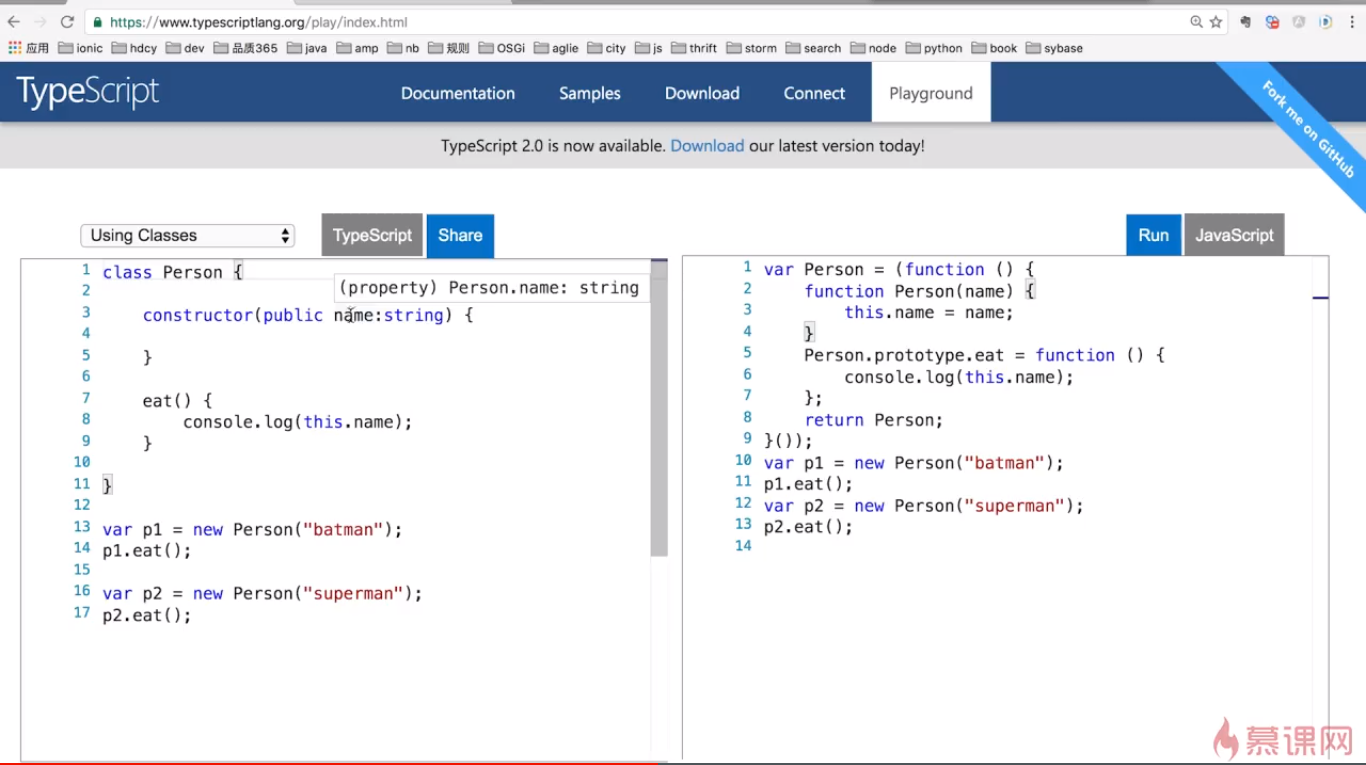 https://www.typescriptlang.org/play/index.html
应用 ionic hdcy dev 品质365 java amp nb 规则 OSGi aglie city js thrift storm search node python book sybase
TypeScript Documentation Samples Download Connect Playground
Fork me on GitHub
TypeScript 2.0 is now available. Download our latest version today!
Using Classes TypeScript Share
1 class Person {
(property) Person.name: string
2
3 constructor(public name:string) {
4
5 }
6
7 eat() {
8 console.log(this.name);
9 }
10
11 }
12
13 var p1 = new Person("batman");
14 p1.eat();
15
16 var p2 = new Person("superman");
17 p2.eat();
Run JavaScript
1 var Person = (function () {
2 function Person(name) {
3 this.name = name;
4 }
5 Person.prototype.eat = function () {
6 console.log(this.name);
7 };
8 return Person;
9 }());
10 var p1 = new Person("batman");
11 p1.eat();
12 var p2 = new Person("superman");
13 p2.eat();
14
慕课网